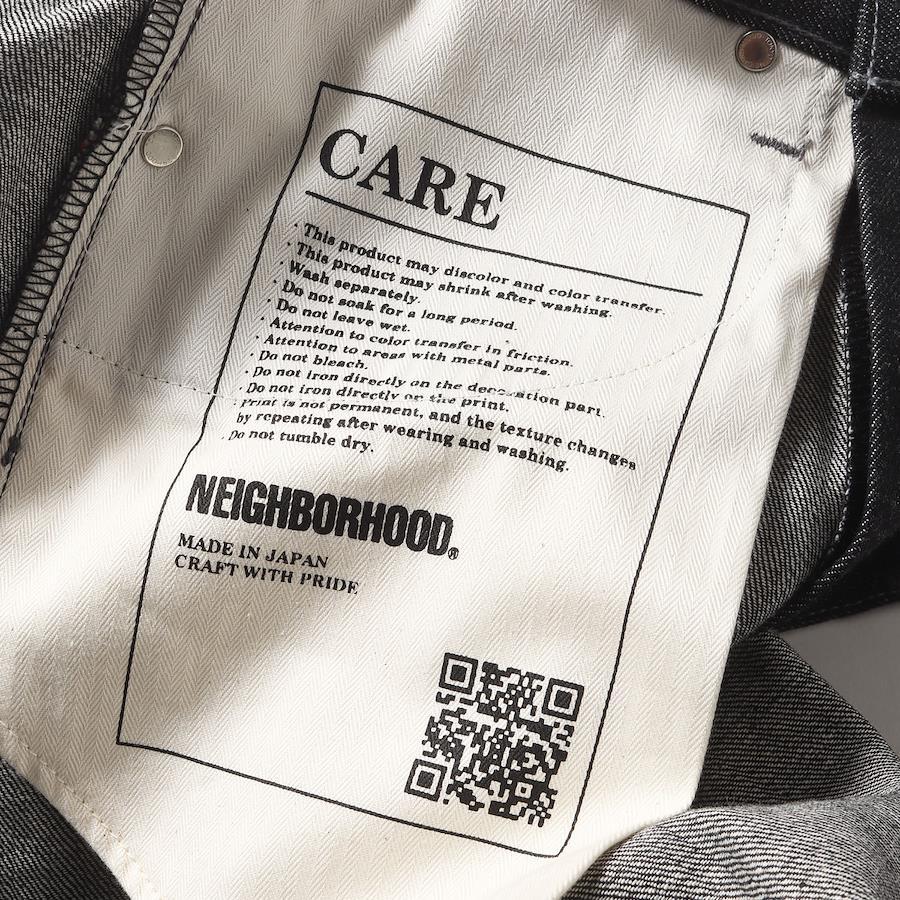 CARE
· This product may discolor and color transfer.
· This product may shrink after washing.
· Wash separately.
· Do not soak for a long period.
· Do not leave wet.
· Attention to color transfer in friction.
· Attention to areas with metal parts.
· Do not bleach.
· Do not iron directly on the decoration part.
· Do not iron directly on the print.
· Print is not permanent, and the texture changes
by repeating after wearing and washing.
· Do not tumble dry.
NEIGHBORHOOD®
MADE IN JAPAN
CRAFT WITH PRIDE